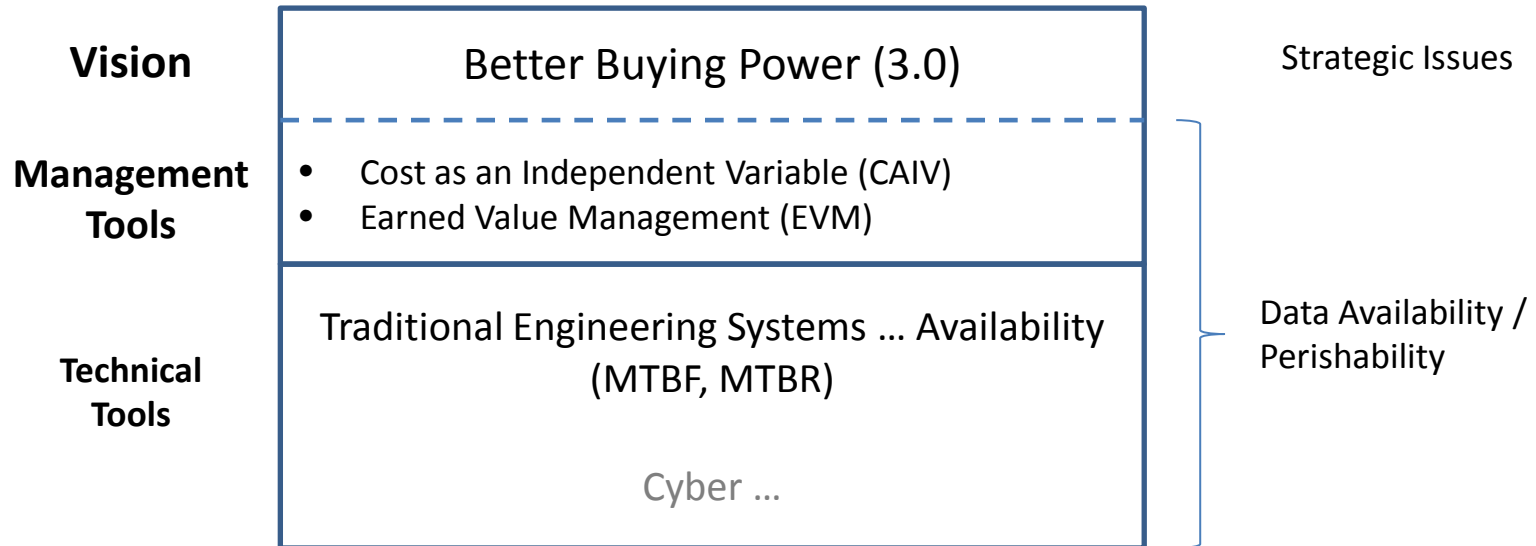 Vision
Better Buying Power (3.0)
Strategic Issues
Management
Tools
• Cost as an Independent Variable (CAIV)
• Earned Value Management (EVM)
Technical
Tools
Traditional Engineering Systems … Availability
(MTBF, MTBR)
Cyber …
Data Availability /
Perishability